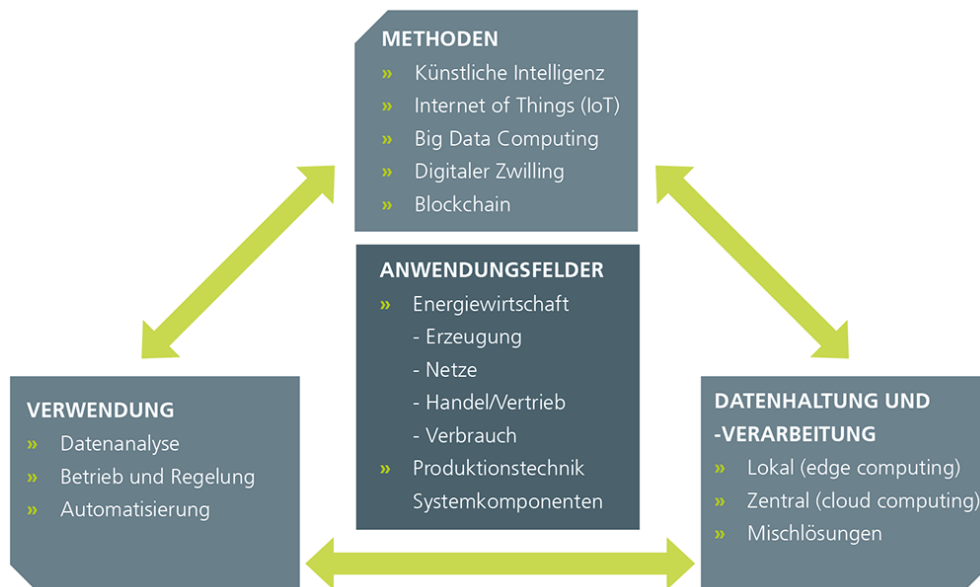 METHODEN
» Künstliche Intelligenz
» Internet of Things (IoT)
» Big Data Computing
» Digitaler Zwilling
» Blockchain
ANWENDUNGSFELDER
» Energiewirtschaft
- Erzeugung
- Netze
- Handel/Vertrieb
- Verbrauch
» Produktionstechnik
Systemkomponenten
VERWENDUNG
» Datenanalyse
» Betrieb und Regelung
» Automatisierung
DATENHALTUNG UND
-VERARBEITUNG
» Lokal (edge computing)
» Zentral (cloud computing)
» Mischlösungen